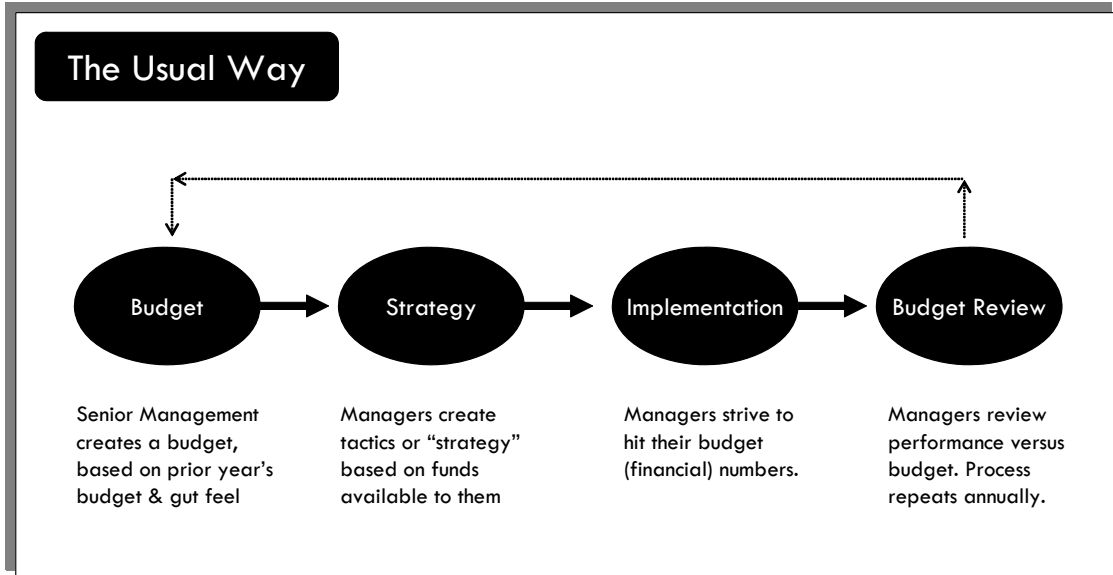 The Usual Way
Budget
Strategy
Implementation
Budget Review
Senior Management
creates a budget,
based on prior year's
budget & gut feel
Managers create
tactics or “strategy”
based on funds
available to them
Managers strive to
hit their budget
(financial) numbers.
Managers review
performance versus
budget. Process
repeats annually.